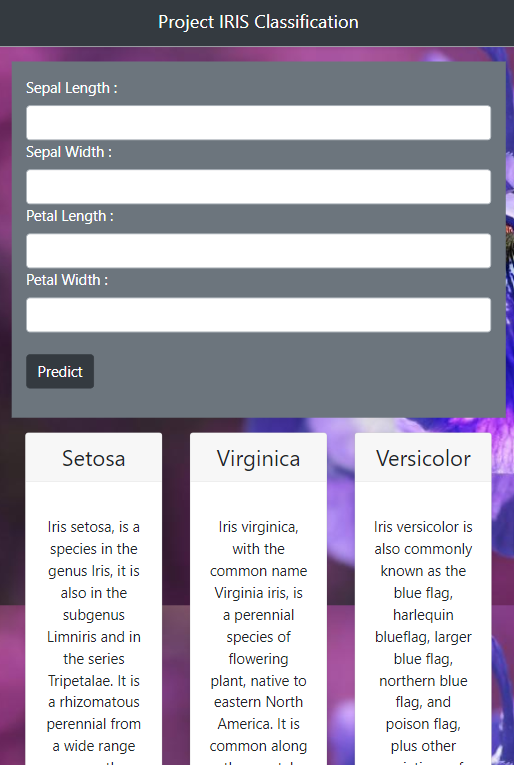 Project IRIS Classification
Sepal Length :
Sepal Width :
Petal Length :
Petal Width :
Predict
Setosa
Iris setosa, is a
species in the
genus Iris, it is
also in the
subgenus
Limniris and in
the series
Tripetalae. It is
a rhizomatous
perennial from
a wide range
Virginica
Iris virginica,
with the
common name
Virginia iris, is
a perennial
species of
flowering
plant, native to
eastern North
America. It is
common along
Versicolor
Iris versicolor is
also commonly
known as the
blue flag,
harlequin
blueflag, larger
blue flag,
northern blue
flag, and
poison flag,
plus other